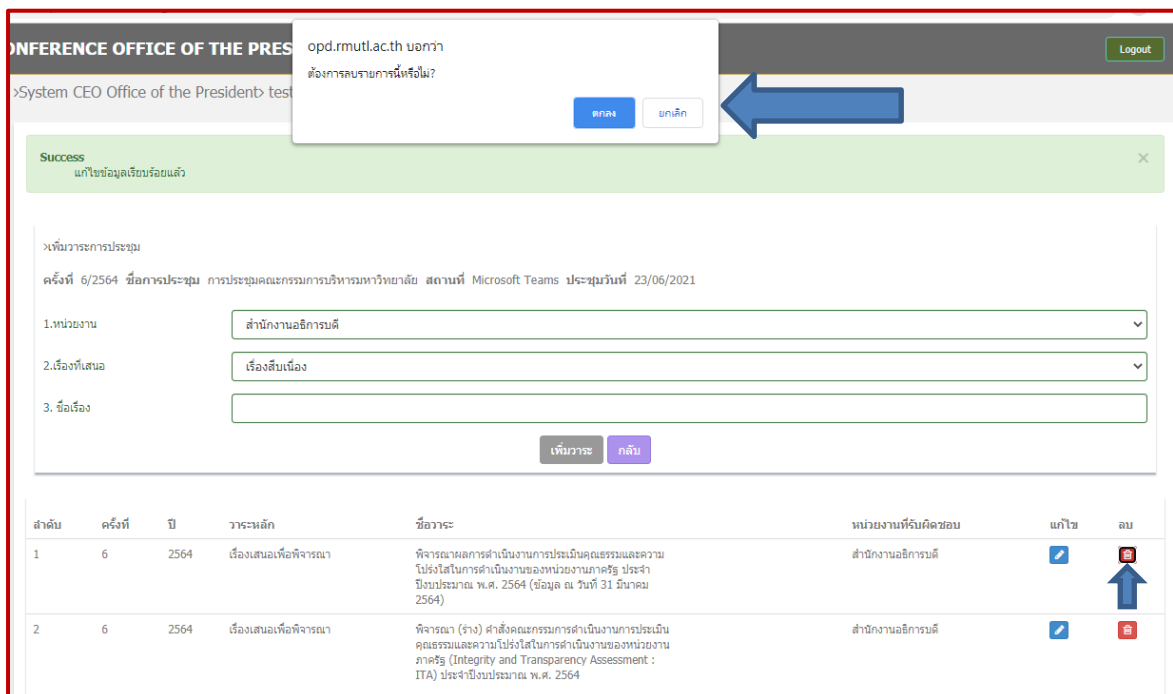 ONFERENCE OFFICE OF THE PRES
Logout
opd.rmutl.ac.th บอกว่า
ต้องการลบรายการนี้หรือไม่?
ตกลง ยกเลิก
>System CEO Office of the President> test
Success ×
แก้ไขข้อมูลเรียบร้อยแล้ว
>เพิ่มวาระการประชุม
ครั้งที่ 6/2564 ชื่อการประชุม การประชุมคณะกรรมการบริหารมหาวิทยาลัย สถานที่ Microsoft Teams ประชุมวันที่ 23/06/2021
1.หน่วยงาน สำนักงานอธิการบดี
2.เรื่องที่เสนอ เรื่องสืบเนื่อง
3. ชื่อเรื่อง
เพิ่มวาระ กลับ
ลำดับ ครั้งที่ ปี วาระหลัก ชื่อวาระ หน่วยงานที่รับผิดชอบ แก้ไข ลบ
1 6 2564 เรื่องเสนอเพื่อพิจารณา พิจารณาผลการดำเนินงานการประเมินคุณธรรมและความ สำนักงานอธิการบดี
โปร่งใสในการดำเนินงานของหน่วยงานภาครัฐ ประจำ
ปีงบประมาณ พ.ศ. 2564 (ข้อมูล ณ วันที่ 31 มีนาคม
2564)
2 6 2564 เรื่องเสนอเพื่อพิจารณา พิจารณา (ร่าง) คำสั่งคณะกรรมการดำเนินงานการประเมิน สำนักงานอธิการบดี
คุณธรรมและความโปร่งใสในการดำเนินงานของหน่วยงาน
ภาครัฐ (Integrity and Transparency Assessment :
ITA) ประจำปีงบประมาณ พ.ศ. 2564